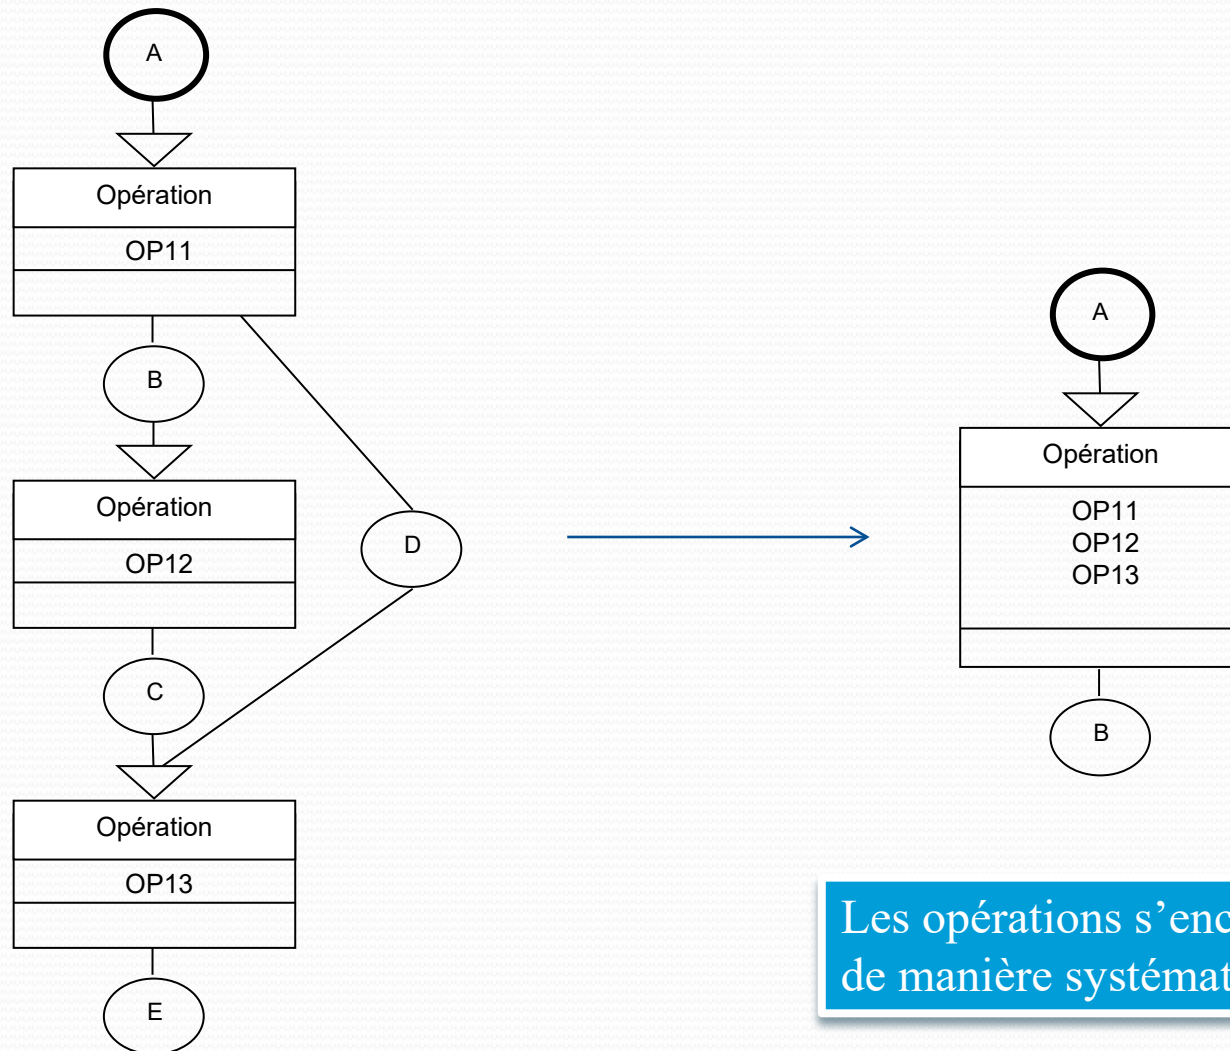 A
Opération
OP11
B
Opération
OP12
D
C
Opération
OP13
E
A
Opération
OP11
OP12
OP13
B
Les opérations s’enc
de manière systémat